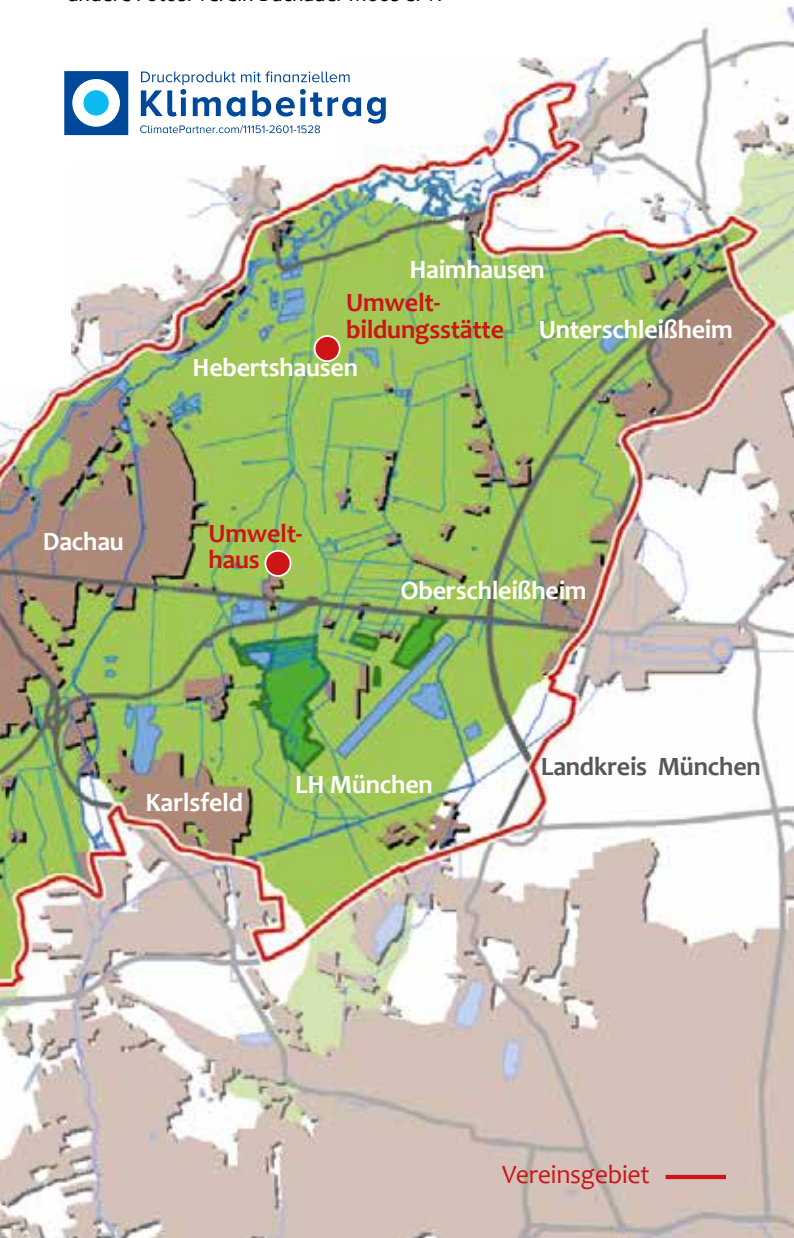 Druckprodukt mit finanziellem
Klimabeitrag
ClimatePartner.com/11151-2601-1528
Haimhausen
Umwelt-
bildungsstätte
Unterschleißheim
Hebertshausen
Dachau
Umwelt-
haus
Oberschleißheim
Landkreis München
LH München
Karlsfeld
Vereinsgebiet